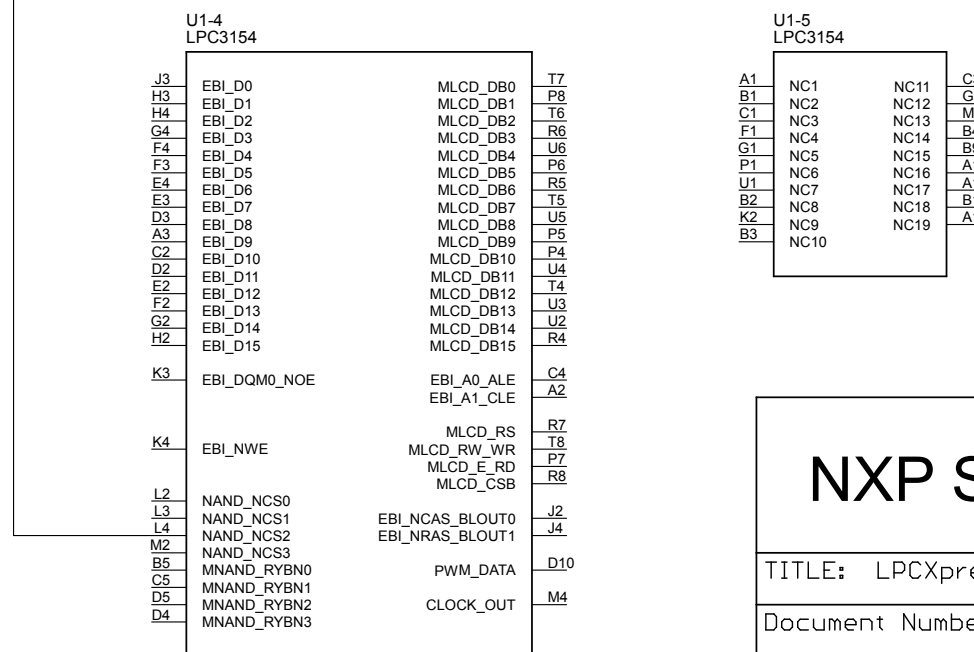 U1-4
LPC3154
J3 EBI_D0 MLCD_DB0 T7
H3 EBI_D1 MLCD_DB1 P8
H4 EBI_D2 MLCD_DB2 T6
G4 EBI_D3 MLCD_DB3 R6
F4 EBI_D4 MLCD_DB4 U6
F3 EBI_D5 MLCD_DB5 P6
E4 EBI_D6 MLCD_DB6 R5
E3 EBI_D7 MLCD_DB7 T5
D3 EBI_D8 MLCD_DB8 U5
A3 EBI_D9 MLCD_DB9 P5
C2 EBI_D10 MLCD_DB10 P4
D2 EBI_D11 MLCD_DB11 U4
E2 EBI_D12 MLCD_DB12 T4
F2 EBI_D13 MLCD_DB13 U3
G2 EBI_D14 MLCD_DB14 U2
H2 EBI_D15 MLCD_DB15 R4
K3 EBI_DQM0_NOE EBI_A0_ALE C4
EBI_A1_CLE A2
MLCD_RS R7
K4 EBI_NWE MLCD_RW_WR T8
MLCD_E_RD P7
MLCD_CSB R8
L2 NAND_NCS0
L3 NAND_NCS1 EBI_NCAS_BLOUT0 J2
L4 NAND_NCS2 EBI_NRAS_BLOUT1 J4
M2 NAND_NCS3
B5 MNAND_RYBN0 PWM_DATA D10
C5 MNAND_RYBN1
D5 MNAND_RYBN2 CLOCK_OUT M4
D4 MNAND_RYBN3
U1-5
LPC3154
A1 NC1 NC11
B1 NC2 NC12
C1 NC3 NC13
F1 NC4 NC14
G1 NC5 NC15
P1 NC6 NC16
U1 NC7 NC17
B2 NC8 NC18
K2 NC9 NC19
B3 NC10
NXP S
TITLE: LPCXpre
Document Numbe